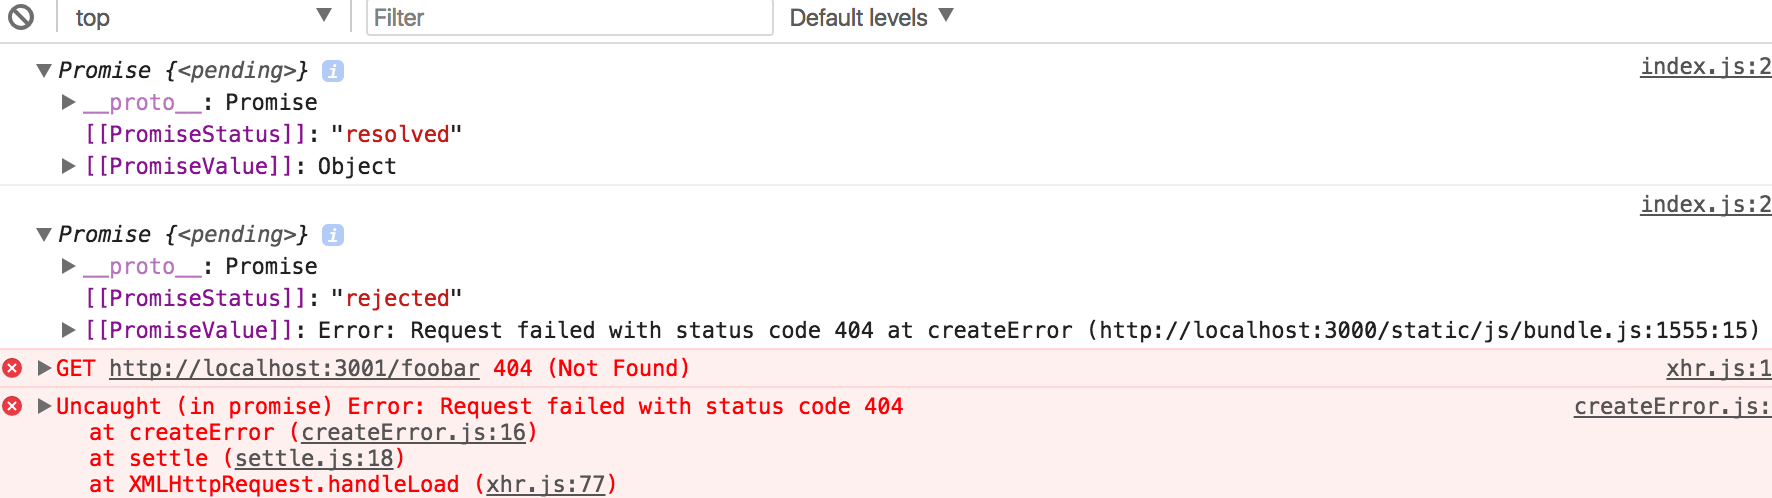 top Filter Default levels
Promise {<pending>} i index.js:2
__proto__: Promise
[[PromiseStatus]]: "resolved"
[[PromiseValue]]: Object
index.js:2
Promise {<pending>} i
__proto__: Promise
[[PromiseStatus]]: "rejected"
[[PromiseValue]]: Error: Request failed with status code 404 at createError (http://localhost:3000/static/js/bundle.js:1555:15)
GET http://localhost:3001/foobar 404 (Not Found) xhr.js:1
Uncaught (in promise) Error: Request failed with status code 404 createError.js:
at createError (createError.js:16)
at settle (settle.js:18)
at XMLHttpRequest.handleLoad (xhr.js:77)